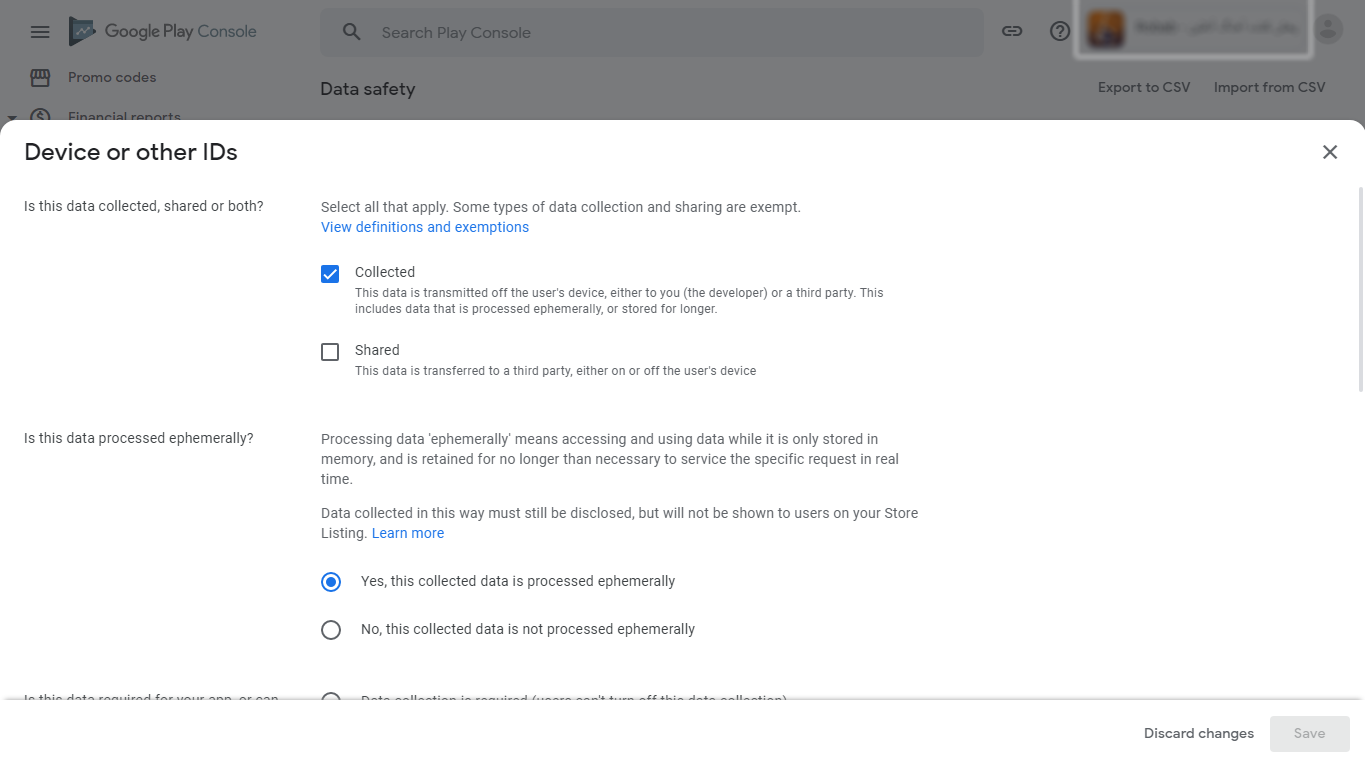 Google Play Console
Search Play Console
Promo codes
Data safety
Export to CSV
Import from CSV
Financial reports
Device or other IDs
Is this data collected, shared or both?
Select all that apply. Some types of data collection and sharing are exempt.
View definitions and exemptions
Collected
This data is transmitted off the user's device, either to you (the developer) or a third party. This
includes data that is processed ephemerally, or stored for longer.
Shared
This data is transferred to a third party, either on or off the user's device
Is this data processed ephemerally?
Processing data 'ephemerally' means accessing and using data while it is only stored in
memory, and is retained for no longer than necessary to service the specific request in real
time.
Data collected in this way must still be disclosed, but will not be shown to users on your Store
Listing. Learn more
Yes, this collected data is processed ephemerally
No, this collected data is not processed ephemerally
Is this data required for your app, or can
Data collection is required (users can't turn off this data collection)
Discard changes
Save